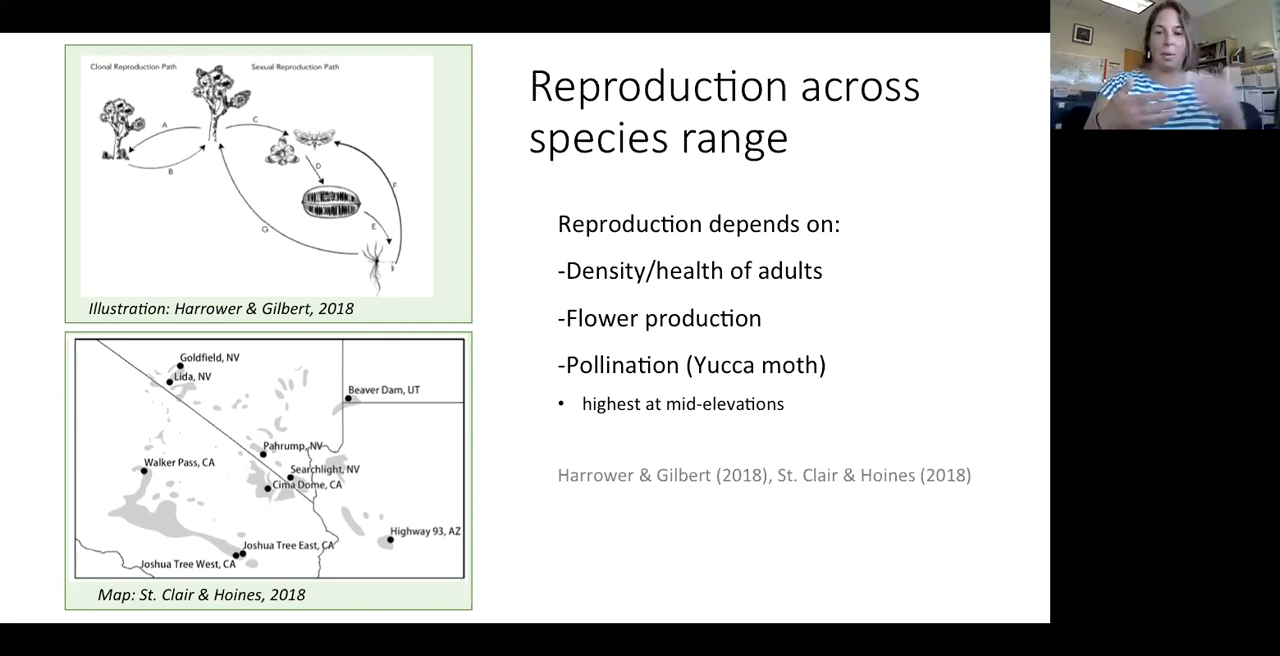 Clonal Reproduction Path
Sexual Reproduction Path
A
B
C
D
E
F
G
Illustration: Harrower & Gilbert, 2018
Goldfield, NV
Lida, NV
Beaver Dam, UT
Pahrump, NV
Walker Pass, CA
Searchlight, NV
Cima Dome, CA
Highway 93, AZ
Joshua Tree East, CA
Joshua Tree West, CA
Map: St. Clair & Hoines, 2018
Reproduction across
species range
Reproduction depends on:
-Density/health of adults
-Flower production
-Pollination (Yucca moth)
• highest at mid-elevations
Harrower & Gilbert (2018), St. Clair & Hoines (2018)